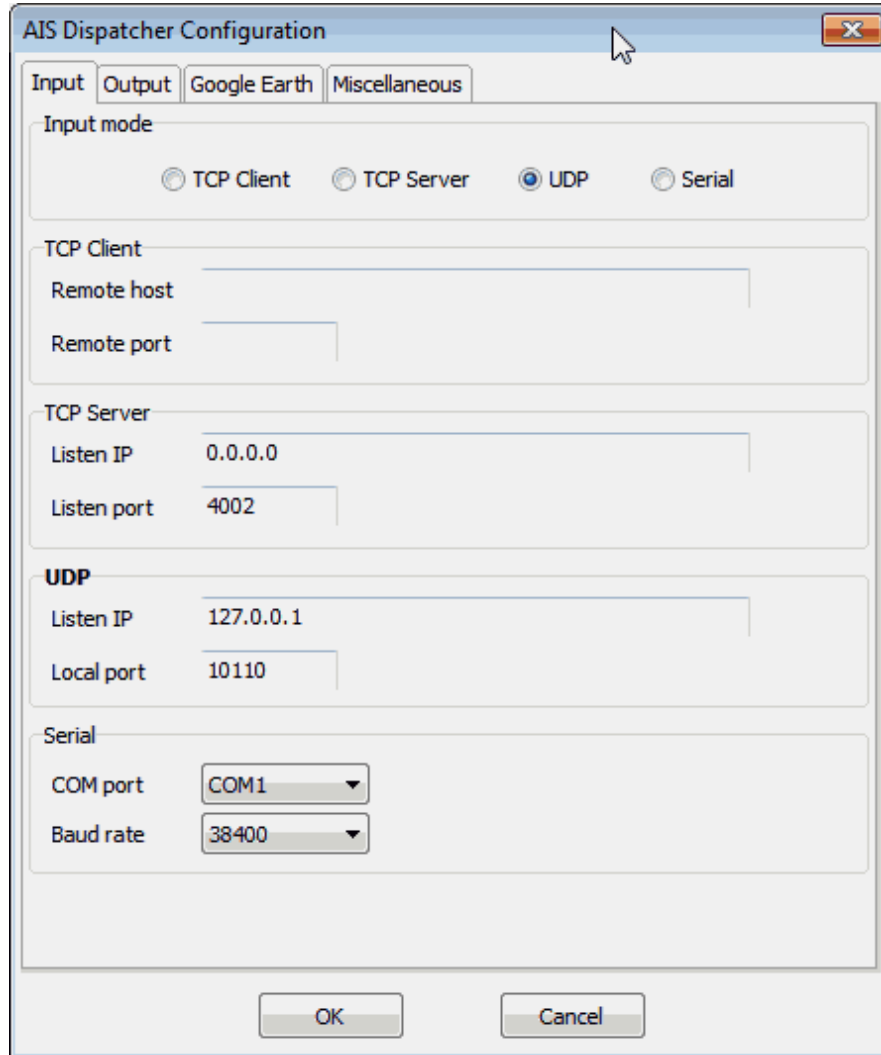 AIS Dispatcher Configuration
Input Output Google Earth Miscellaneous
Input mode
TCP Client TCP Server UDP Serial
TCP Client
Remote host
Remote port
TCP Server
Listen IP 0.0.0.0
Listen port 4002
UDP
Listen IP 127.0.0.1
Local port 10110
Serial
COM port COM1
Baud rate 38400
OK Cancel